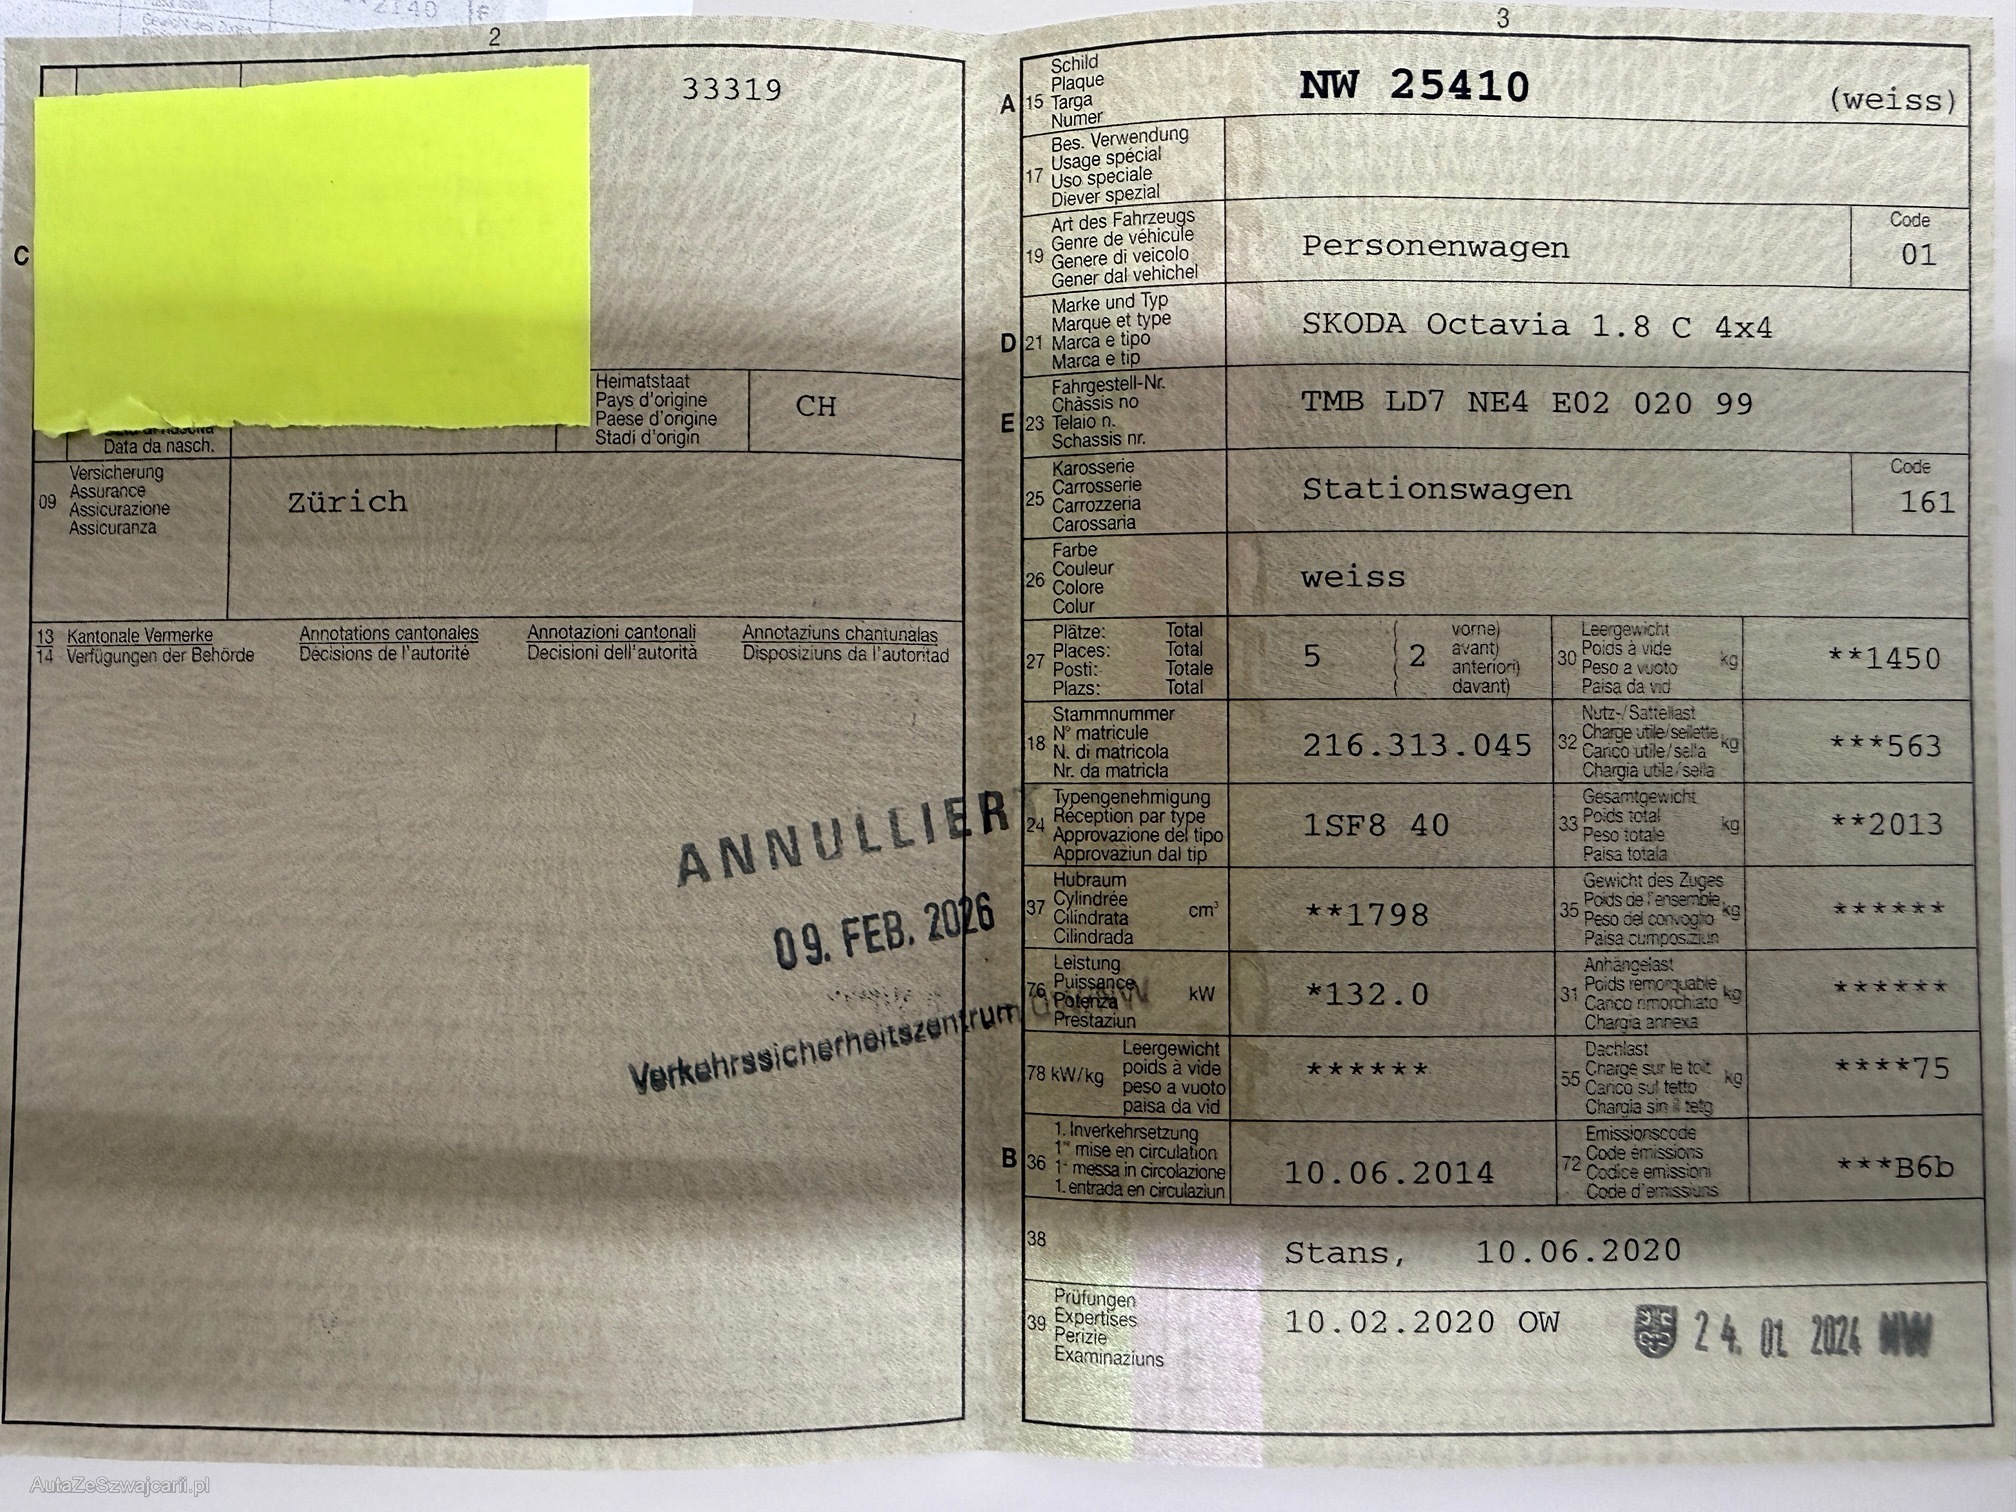 **2140
2
33319
C
Heimatstaat
Pays d'origine
Paese d'origine
Stadi d'origin
CH
Data da nasch.
09
Versicherung
Assurance
Assicurazione
Assicuranza
Zürich
13 Kantonale Vermerke Annotations cantonales Annotazioni cantonali Annotaziuns chantunalas
14 Verfügungen der Behörde Décisions de l'autorité Decisioni dell'autorità Disposiziuns da l'autoritad
ANNULLIERT
09. FEB. 2026
Verkehrssicherheitszentrum OW/NW
3
A 15
Schild
Plaque
Targa
Numer
NW 25410 (weiss)
17
Bes. Verwendung
Usage spécial
Uso speciale
Diever spezial
19
Art des Fahrzeugs
Genre de véhicule
Genere di veicolo
Gener dal vehichel
Personenwagen
Code
01
D 21
Marke und Typ
Marque et type
Marca e tipo
Marca e tip
SKODA Octavia 1.8 C 4x4
E 23
Fahrgestell-Nr.
Châssis no
Telaio n.
Schassis nr.
TMB LD7 NE4 E02 020 99
25
Karosserie
Carrosserie
Carrozzeria
Carossaria
Stationswagen
Code
161
26
Farbe
Couleur
Colore
Colur
weiss
27
Plätze: Total
Places: Total
Posti: Totale
Plazs: Total
5
( 2
vorne)
avant)
anteriori)
davant)
30
Leergewicht
Poids à vide
Peso a vuoto
Paisa da vid
kg
**1450
18
Stammnummer
N° matricule
N. di matricola
Nr. da matricla
216.313.045
32
Nutz-/Sattellast
Charge utile/sellette
Carico utile/sella
Chargia utila/sella
kg
***563
24
Typengenehmigung
Réception par type
Approvazione del tipo
Approvaziun dal tip
1SF8 40
33
Gesamtgewicht
Poids total
Peso totale
Paisa totala
kg
**2013
37
Hubraum
Cylindrée
Cilindrata
Cilindrada
cm³
**1798
35
Gewicht des Zuges
Poids de l'ensemble
Peso del convoglio
Paisa cumposiziun
kg
******
76
Leistung
Puissance
Potenza
Prestaziun
kW
*132.0
31
Anhängelast
Poids remorquable
Carico rimorchiato
Chargia annexa
kg
******
78 kW/kg
Leergewicht
poids à vide
peso a vuoto
paisa da vid
******
55
Dachlast
Charge sur le toit
Carico sul tetto
Chargia sin il tetg
kg
****75
B 36
1. Inverkehrsetzung
1re mise en circulation
1a messa in circolazione
1. entrada en circulaziun
10.06.2014
72
Emissionscode
Code émissions
Codice emissioni
Code d'emissiuns
***B6b
38
Stans, 10.06.2020
39
Prüfungen
Expertises
Perizie
Examinaziuns
10.02.2020 OW
24. 01 2024 NW
AutaZeSzwajcarii.pl